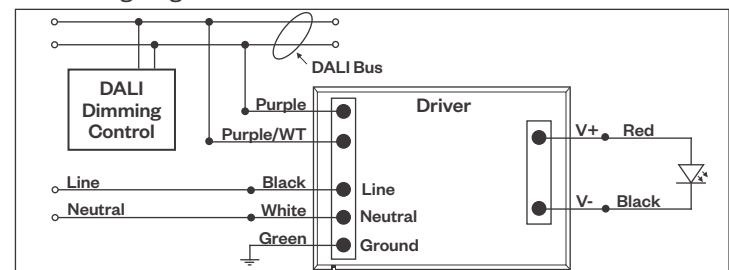 DALI Bus
DALI
Dimming
Control
Driver
Purple
Purple/WT
V+ Red
Line Black Line
Neutral White Neutral
V- Black
Green Ground